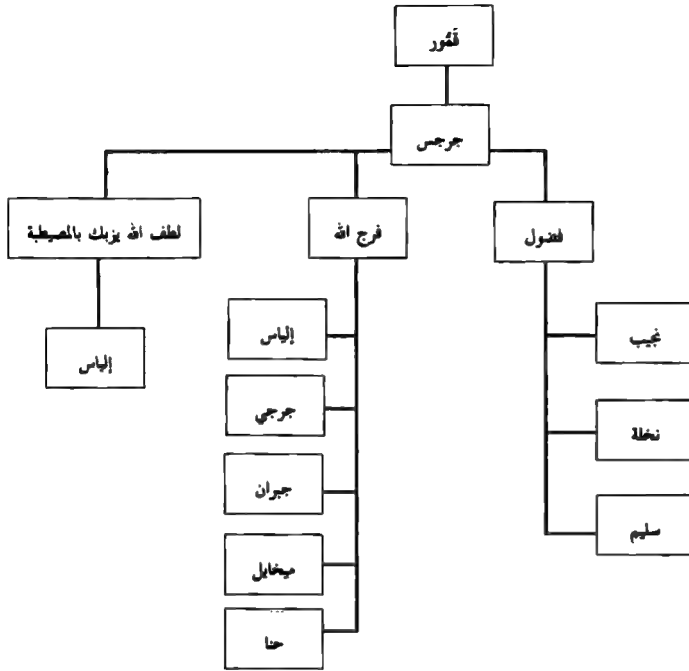 قمّور
جرجس
فضول
فرج الله
لطف الله يزبك بالمصيطبة
نجيب
نخلة
سليم
إلياس
جرجي
جبران
ميخايل
حنا
إلياس